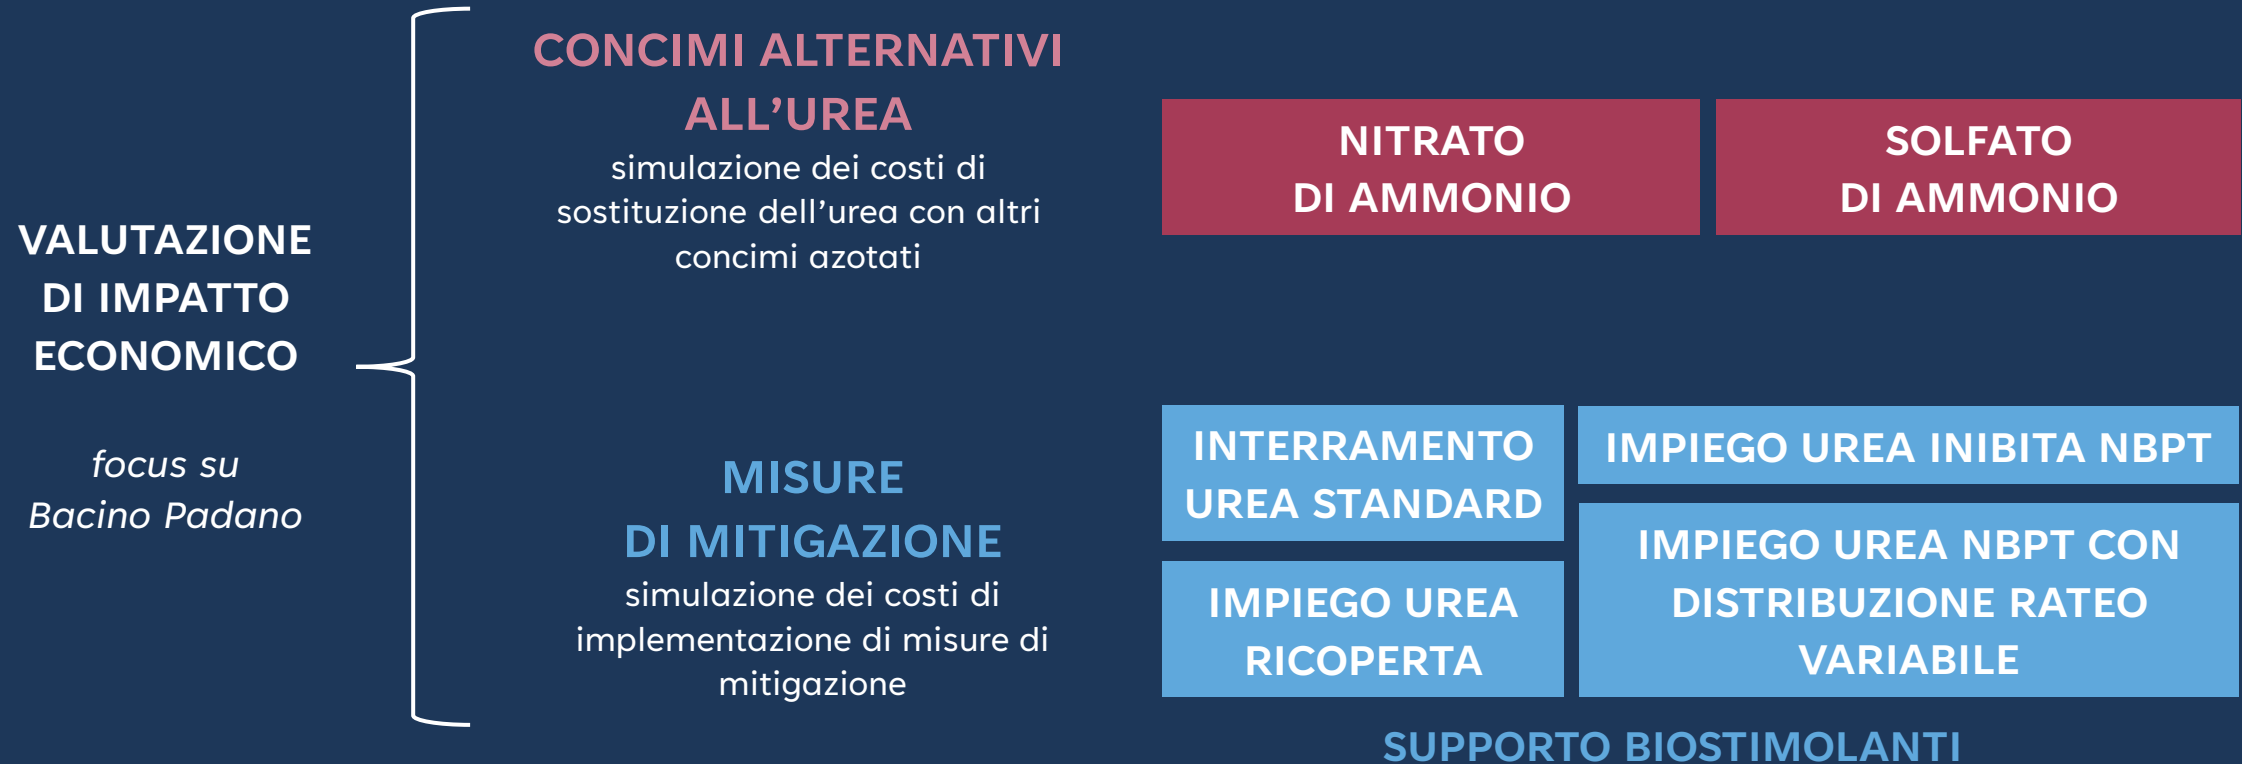 VALUTAZIONE
DI IMPATTO
ECONOMICO
focus su
Bacino Padano
CONCIMI ALTERNATIVI
ALL’UREA
simulazione dei costi di
sostituzione dell’urea con altri
concimi azotati
NITRATO
DI AMMONIO
SOLFATO
DI AMMONIO
MISURE
DI MITIGAZIONE
simulazione dei costi di
implementazione di misure di
mitigazione
INTERRAMENTO
UREA STANDARD
IMPIEGO UREA INIBITA NBPT
IMPIEGO UREA
RICOPERTA
IMPIEGO UREA NBPT CON
DISTRIBUZIONE RATEO
VARIABILE
SUPPORTO BIOSTIMOLANTI